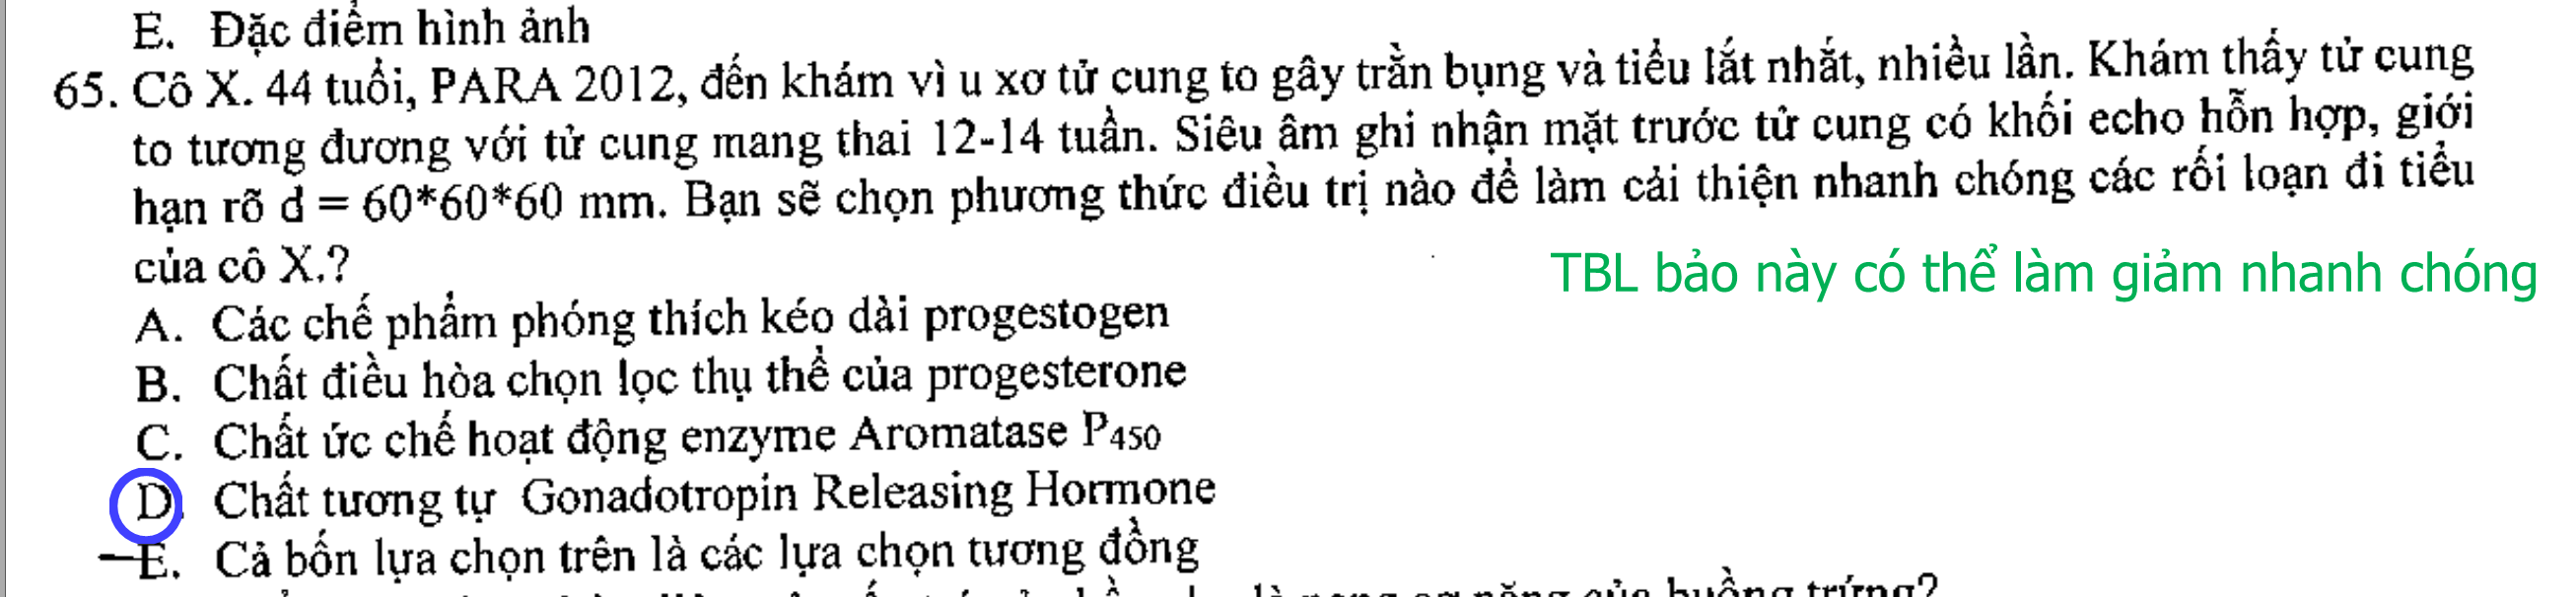 E. Đặc điểm hình ảnh
65. Cô X. 44 tuổi, PARA 2012, đến khám vì u xơ tử cung to gây trằn bụng và tiểu lắt nhắt, nhiều lần. Khám thấy tử cung
to tương đương với tử cung mang thai 12-14 tuần. Siêu âm ghi nhận mặt trước tử cung có khối echo hỗn hợp, giới
hạn rõ d = 60*60*60 mm. Bạn sẽ chọn phương thức điều trị nào để làm cải thiện nhanh chóng các rối loạn đi tiểu
của cô X.?
TBL bảo này có thể làm giảm nhanh chóng
A. Các chế phẩm phóng thích kéo dài progestogen
B. Chất điều hòa chọn lọc thụ thể của progesterone
C. Chất ức chế hoạt động enzyme Aromatase P450
D. Chất tương tự Gonadotropin Releasing Hormone
E. Cả bốn lựa chọn trên là các lựa chọn tương đồng
của buồng trứng?